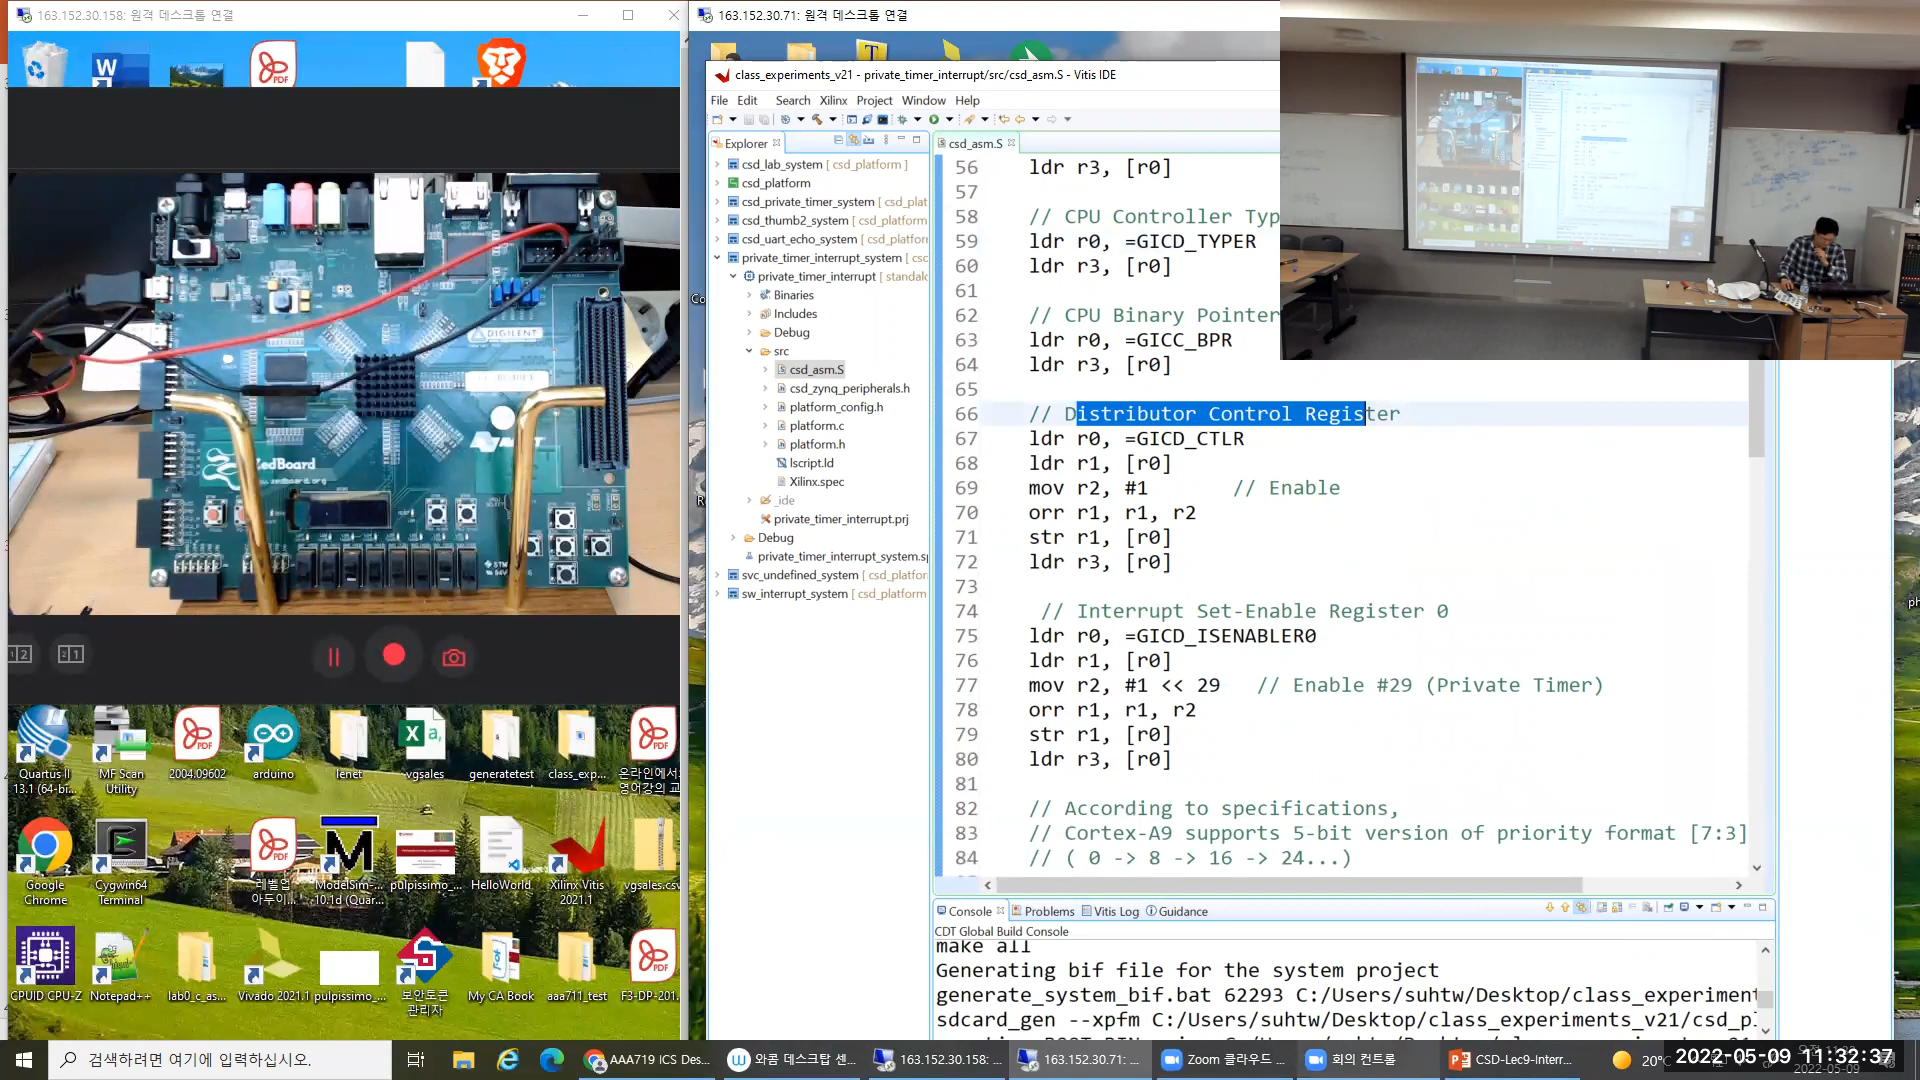 163.152.30.158: 원격 데스크톱 연결
163.152.30.71: 원격 데스크톱 연결
class_experiments_v21 - private_timer_interrupt/src/csd_asm.S - Vitis IDE
File Edit Search Xilinx Project Window Help
Explorer
csd_lab_system [ csd_platform ]
csd_platform
csd_private_timer_system [ csd_plat
csd_thumb2_system [ csd_platform
csd_uart_echo_system [ csd_platfor
private_timer_interrupt_system [ csc
private_timer_interrupt [ standalc
Binaries
Includes
Debug
src
csd_asm.S
csd_zynq_peripherals.h
platform_config.h
platform.c
platform.h
lscript.ld
Xilinx.spec
_ide
private_timer_interrupt.prj
Debug
private_timer_interrupt_system.s
svc_undefined_system [ csd_platfor
sw_interrupt_system [ csd_platform
csd_asm.S
56 ldr r3, [r0]
57
58 // CPU Controller Typ
59 ldr r0, =GICD_TYPER
60 ldr r3, [r0]
61
62 // CPU Binary Pointer
63 ldr r0, =GICC_BPR
64 ldr r3, [r0]
65
66 // Distributor Control Register
67 ldr r0, =GICD_CTLR
68 ldr r1, [r0]
69 mov r2, #1 // Enable
70 orr r1, r1, r2
71 str r1, [r0]
72 ldr r3, [r0]
73
74 // Interrupt Set-Enable Register 0
75 ldr r0, =GICD_ISENABLER0
76 ldr r1, [r0]
77 mov r2, #1 << 29 // Enable #29 (Private Timer)
78 orr r1, r1, r2
79 str r1, [r0]
80 ldr r3, [r0]
81
82 // According to specifications,
83 // Cortex-A9 supports 5-bit version of priority format [7:3]
84 // ( 0 -> 8 -> 16 -> 24...)
Console Problems Vitis Log Guidance
CDT Global Build Console
make all
Generating bif file for the system project
generate_system_bif.bat 62293 C:/Users/suhtw/Desktop/class_experiment
sdcard_gen --xpfm C:/Users/suhtw/Desktop/class_experiments_v21/csd_p
DIGILENT
ZedBoard
Quartus II 13.1 (64-bi...
MF Scan Utility
2004.09602
arduino
lenet
vgsales
generatetest
class_exp...
온라인에서
영어강의 교
Google Chrome
Cygwin64 Terminal
레벨업 아두이...
ModelSim-... 10.1d (Quar...
pulpissimo_...
HelloWorld
Xilinx Vitis 2021.1
vgsales.csv
CPUID CPU-Z
Notepad++
lab0_c_as...
Vivado 2021.1
pulpissimo_...
보안토큰 관리자
My CA Book
aaa711_test
F3-DP-201
검색하려면 여기에 입력하십시오.
AAA719 ICS Des...
와콤 데스크탑 센...
163.152.30.158: ...
163.152.30.71: ...
Zoom 클라우드 ...
회의 컨트롤
CSD-Lec9-Interr...
20°
2022-05-09 11:32:37
2022-05-09